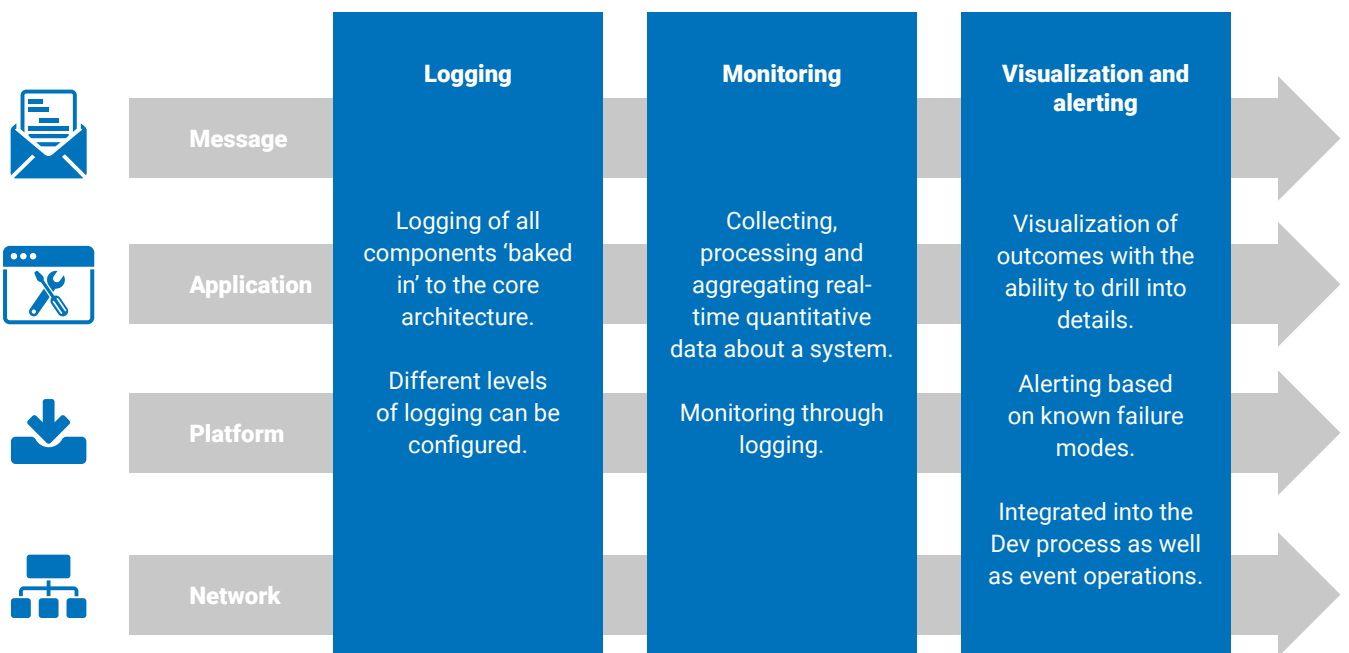 Message
Application
Platform
Network
Logging
Logging of all
components ‘baked
in’ to the core
architecture.
Different levels
of logging can be
configured.
Monitoring
Collecting,
processing and
aggregating real-
time quantitative
data about a system.
Monitoring through
logging.
Visualization and
alerting
Visualization of
outcomes with the
ability to drill into
details.
Alerting based
on known failure
modes.
Integrated into the
Dev process as well
as event operations.